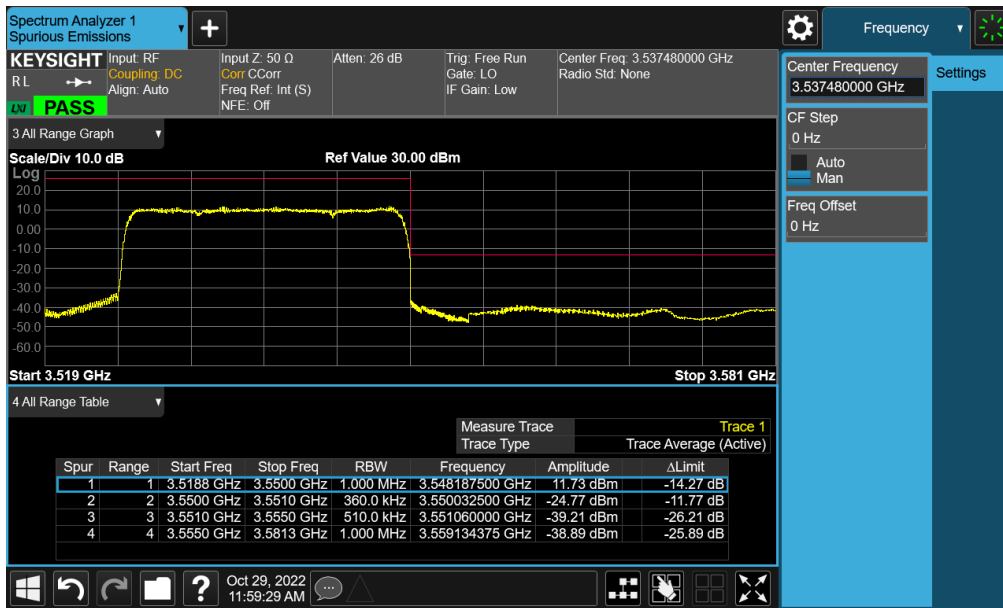 Spectrum Analyzer 1
Spurious Emissions
Frequency
KEYSIGHT
Input: RF
Input Z: 50 Ω
Atten: 26 dB
Trig: Free Run
Center Freq: 3.537480000 GHz
R L
Coupling: DC
Corr CCorr
Gate: LO
Radio Std: None
Align: Auto
Freq Ref: Int (S)
IF Gain: Low
NFE: Off
LXI PASS
Center Frequency
3.537480000 GHz
Settings
CF Step
0 Hz
Auto
Man
Freq Offset
0 Hz
3 All Range Graph
Scale/Div 10.0 dB
Ref Value 30.00 dBm
Log
20.0
10.0
0.00
-10.0
-20.0
-30.0
-40.0
-50.0
-60.0
Start 3.519 GHz
Stop 3.581 GHz
4 All Range Table
Measure Trace Trace 1
Trace Type Trace Average (Active)
Spur Range Start Freq Stop Freq RBW Frequency Amplitude ΔLimit
1 1 3.5188 GHz 3.5500 GHz 1.000 MHz 3.548187500 GHz 11.73 dBm -14.27 dB
2 2 3.5500 GHz 3.5510 GHz 360.0 kHz 3.550032500 GHz -24.77 dBm -11.77 dB
3 3 3.5510 GHz 3.5550 GHz 510.0 kHz 3.551060000 GHz -39.21 dBm -26.21 dB
4 4 3.5550 GHz 3.5813 GHz 1.000 MHz 3.559134375 GHz -38.89 dBm -25.89 dB
Oct 29, 2022
11:59:29 AM